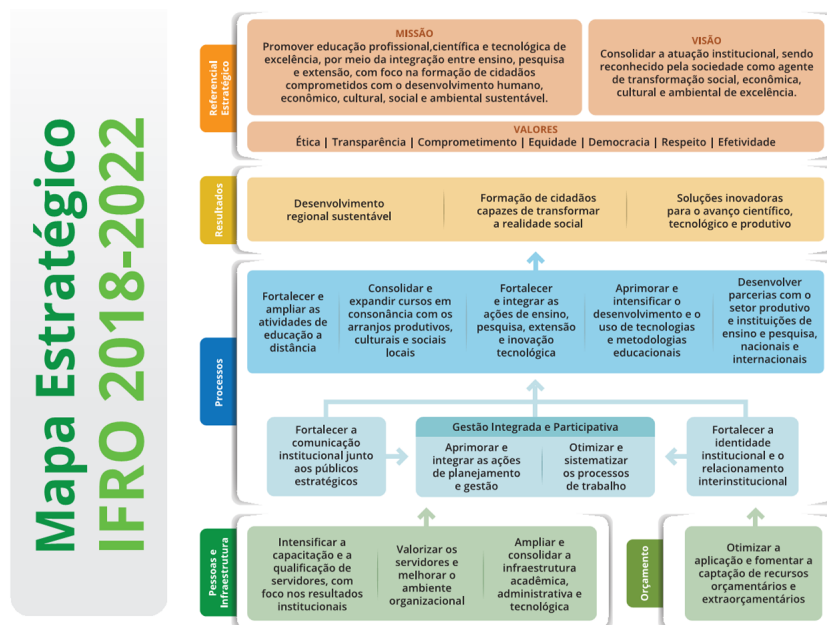 Mapa Estratégico
IFRO 2018-2022
Referencial
Estratégico
MISSÃO
Promover educação profissional,científica e tecnológica de
excelência, por meio da integração entre ensino, pesquisa
e extensão, com foco na formação de cidadãos
comprometidos com o desenvolvimento humano,
econômico, cultural, social e ambiental sustentável.
VISÃO
Consolidar a atuação institucional, sendo
reconhecido pela sociedade como agente
de transformação social, econômica,
cultural e ambiental de excelência.
VALORES
Ética | Transparência | Comprometimento | Equidade | Democracia | Respeito | Efetividade
Resultados
Desenvolvimento
regional sustentável
Formação de cidadãos
capazes de transformar
a realidade social
Soluções inovadoras
para o avanço científico,
tecnológico e produtivo
Processos
Fortalecer e
ampliar as
atividades de
educação a
distância
Consolidar e
expandir cursos em
consonância com os
arranjos produtivos,
culturais e sociais
locais
Fortalecer
e integrar as
ações de ensino,
pesquisa, extensão
e inovação
tecnológica
Aprimorar e
intensificar o
desenvolvimento e o
uso de tecnologias
e metodologias
educacionais
Desenvolver
parcerias com o
setor produtivo
e instituições de
ensino e pesquisa,
nacionais e
internacionais
Fortalecer a
comunicação
institucional junto
aos públicos
estratégicos
Gestão Integrada e Participativa
Aprimorar e
integrar as ações
de planejamento
e gestão
Otimizar e
sistematizar
os processos
de trabalho
Fortalecer a
identidade
institucional e o
relacionamento
interinstitucional
Pessoas e
Infraestrutura
Intensificar a
capacitação e a
qualificação de
servidores, com
foco nos resultados
institucionais
Valorizar os
servidores e
melhorar o
ambiente
organizacional
Ampliar e
consolidar a
infraestrutura
acadêmica,
administrativa e
tecnológica
Orçamento
Otimizar a
aplicação e fomentar a
captação de recursos
orçamentários e
extraorçamentários